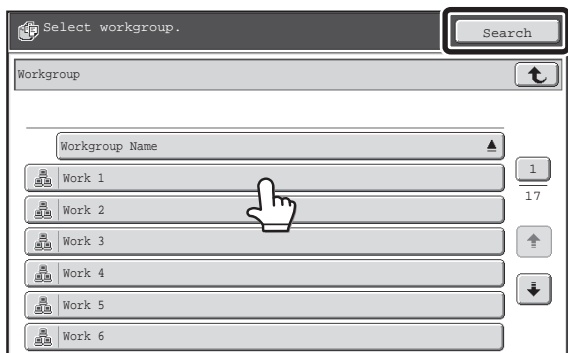 Select workgroup.
Search
Workgroup
Workgroup Name
1
17
Work 1
Work 2
Work 3
Work 4
Work 5
Work 6